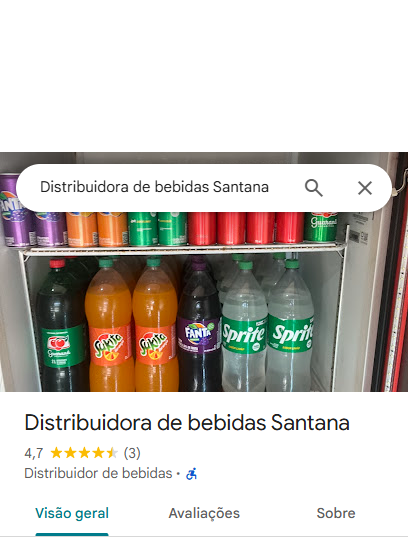 Distribuidora de bebidas Santana
FANTA
Guaraná
Guaraná
Sukita
Sukita
FANTA
Sprite
Sprite
Distribuidora de bebidas Santana
4,7 (3)
Distribuidor de bebidas •
Visão geral Avaliações Sobre